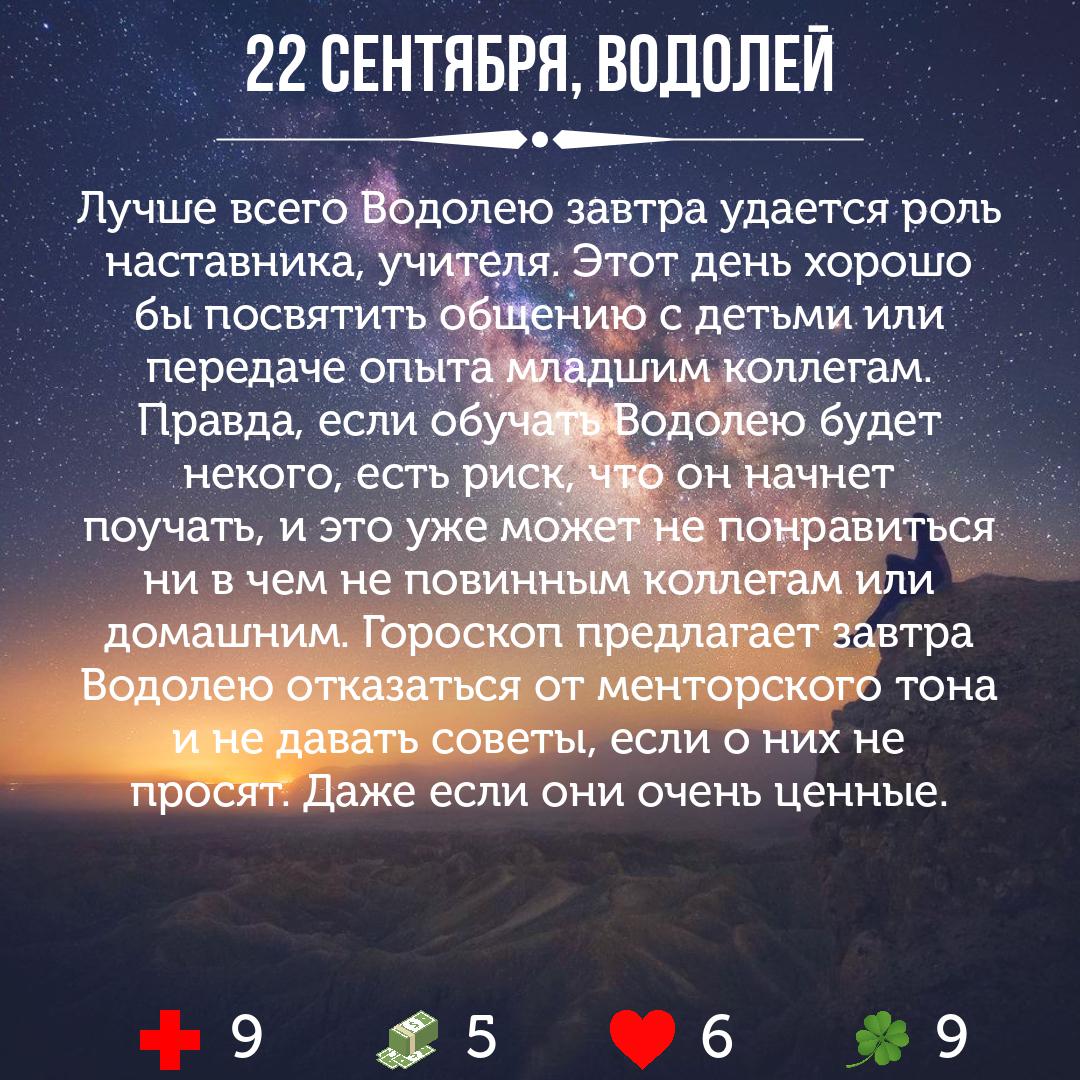 22 СЕНТЯБРЯ, ВОДОЛЕЙ
Лучше всего Водолею завтра удается роль
наставника, учителя. Этот день хорошо
бы посвятить общению с детьми или
передаче опыта младшим коллегам.
Правда, если обучать Водолею будет
некого, есть риск, что он начнет
поучать, и это уже может не понравиться
ни в чем не повинным коллегам или
домашним. Гороскоп предлагает завтра
Водолею отказаться от менторского тона
и не давать советы, если о них не
просят. Даже если они очень ценные.
9 5 6 9